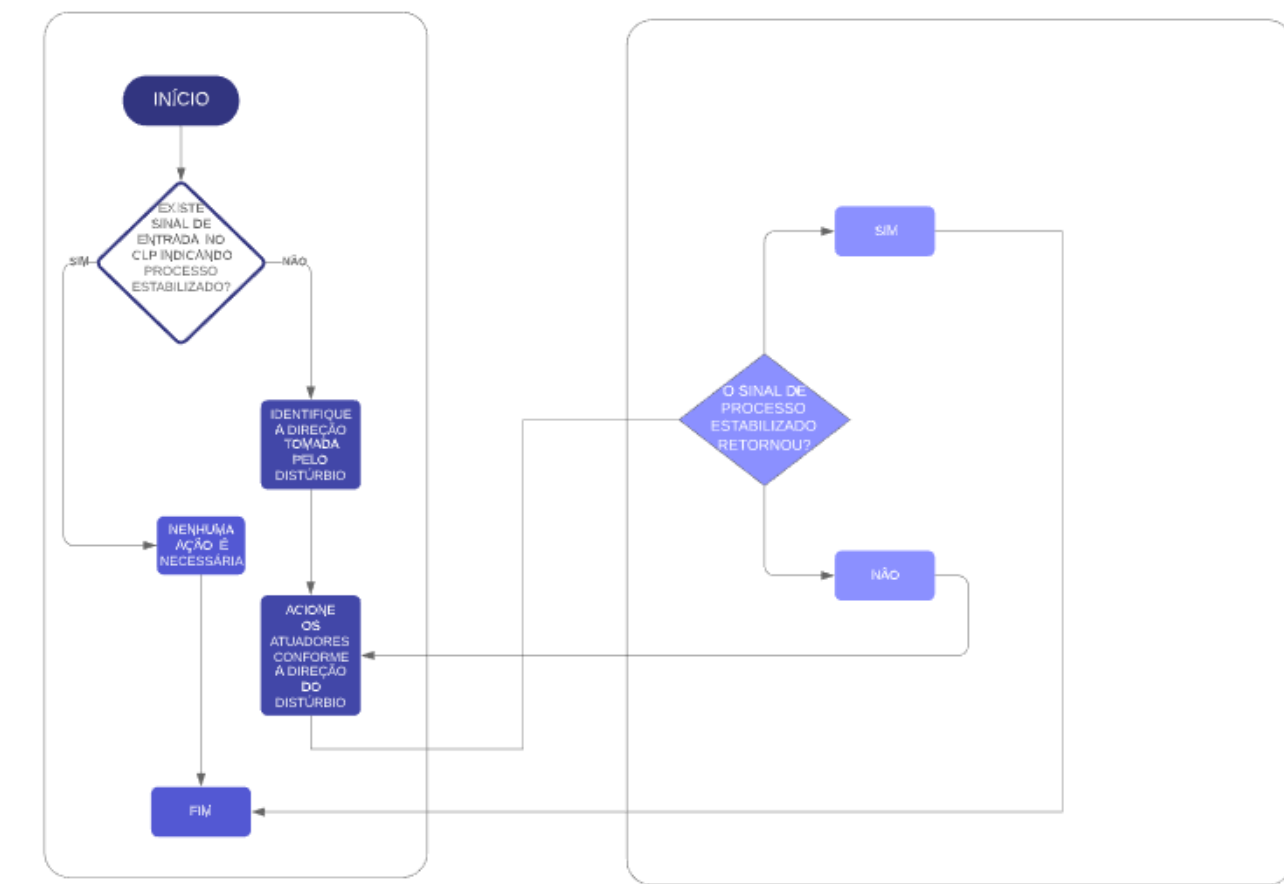 INÍCIO
EXISTE
SINAL DE
ENTRADA NO
CLP INDICANDO
PROCESSO
ESTABILIZADO?
SIM
NÃO
IDENTIFIQUE
A DIREÇÃO
TOMADA
PELO
DISTÚRBIO
NENHUMA
AÇÃO É
NECESSÁRIA
ACIONE
OS
ATUADORES
CONFORME
A DIREÇÃO
DO
DISTÚRBIO
FIM
O SINAL DE
PROCESSO
ESTABILIZADO
RETORNOU?
SIM
NÃO